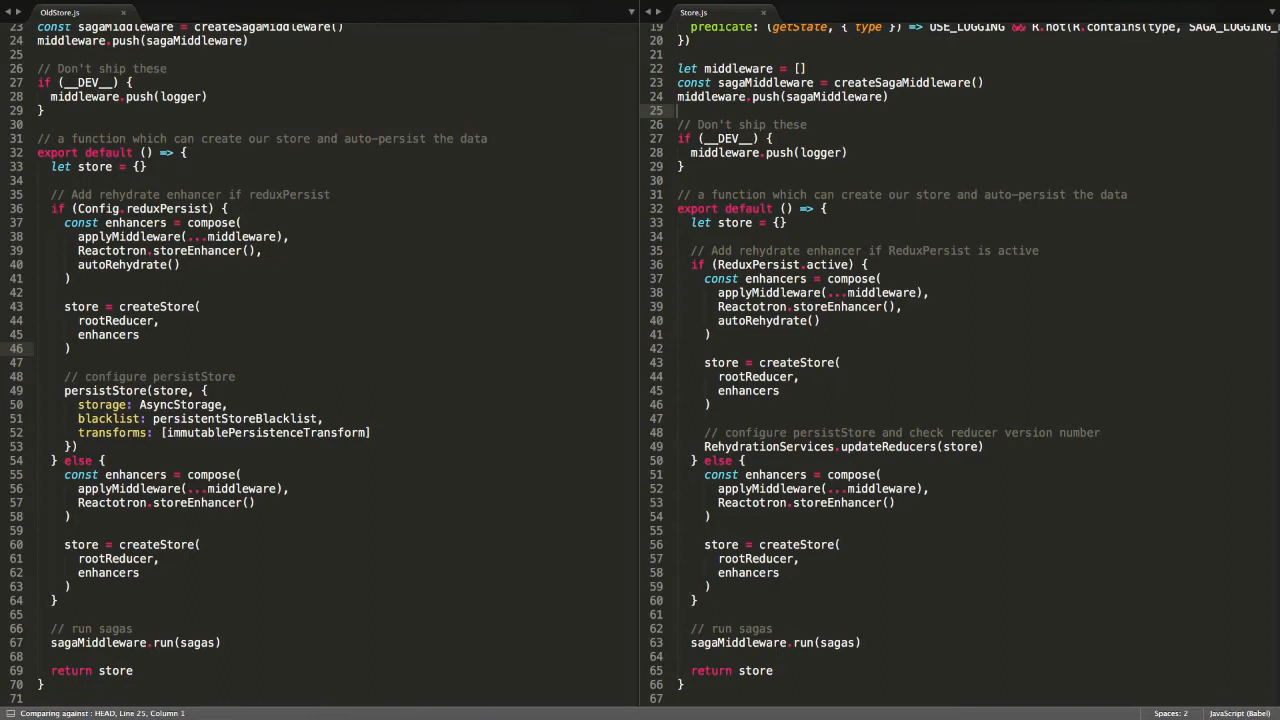 OldStore.js ×
23 const sagaMiddleware = createSagaMiddleware()
24 middleware.push(sagaMiddleware)
26 // Don't ship these
27 if (__DEV__) {
28 middleware.push(logger)
29 }
30
31 // a function which can create our store and auto-persist the data
32 export default () => {
33 let store = {}
34
35 // Add rehydrate enhancer if reduxPersist
36 if (Config.reduxPersist) {
37 const enhancers = compose(
38 applyMiddleware(...middleware),
39 Reactotron.storeEnhancer(),
40 autoRehydrate()
41 )
42
43 store = createStore(
44 rootReducer,
45 enhancers
46 )
47
48 // configure persistStore
49 persistStore(store, {
50 storage: AsyncStorage,
51 blacklist: persistentStoreBlacklist,
52 transforms: [immutablePersistenceTransform]
53 })
54 } else {
55 const enhancers = compose(
56 applyMiddleware(...middleware),
57 Reactotron.storeEnhancer()
58 )
59
60 store = createStore(
61 rootReducer,
62 enhancers
63 )
64 }
65
66 // run sagas
67 sagaMiddleware.run(sagas)
68
69 return store
70 }
71
Store.js ×
19 predicate: (getState, { type }) => USE_LOGGING && R.not(R.contains(type, SAGA_LOGGING_
20 })
21
22 let middleware = []
23 const sagaMiddleware = createSagaMiddleware()
24 middleware.push(sagaMiddleware)
25
26 // Don't ship these
27 if (__DEV__) {
28 middleware.push(logger)
29 }
30
31 // a function which can create our store and auto-persist the data
32 export default () => {
33 let store = {}
34
35 // Add rehydrate enhancer if ReduxPersist is active
36 if (ReduxPersist.active) {
37 const enhancers = compose(
38 applyMiddleware(...middleware),
39 Reactotron.storeEnhancer(),
40 autoRehydrate()
41 )
42
43 store = createStore(
44 rootReducer,
45 enhancers
46 )
47
48 // configure persistStore and check reducer version number
49 RehydrationServices.updateReducers(store)
50 } else {
51 const enhancers = compose(
52 applyMiddleware(...middleware),
53 Reactotron.storeEnhancer()
54 )
55
56 store = createStore(
57 rootReducer,
58 enhancers
59 )
60 }
61
62 // run sagas
63 sagaMiddleware.run(sagas)
64
65 return store
66 }
67
Comparing against : HEAD, Line 25, Column 1
Spaces: 2
JavaScript (Babel)